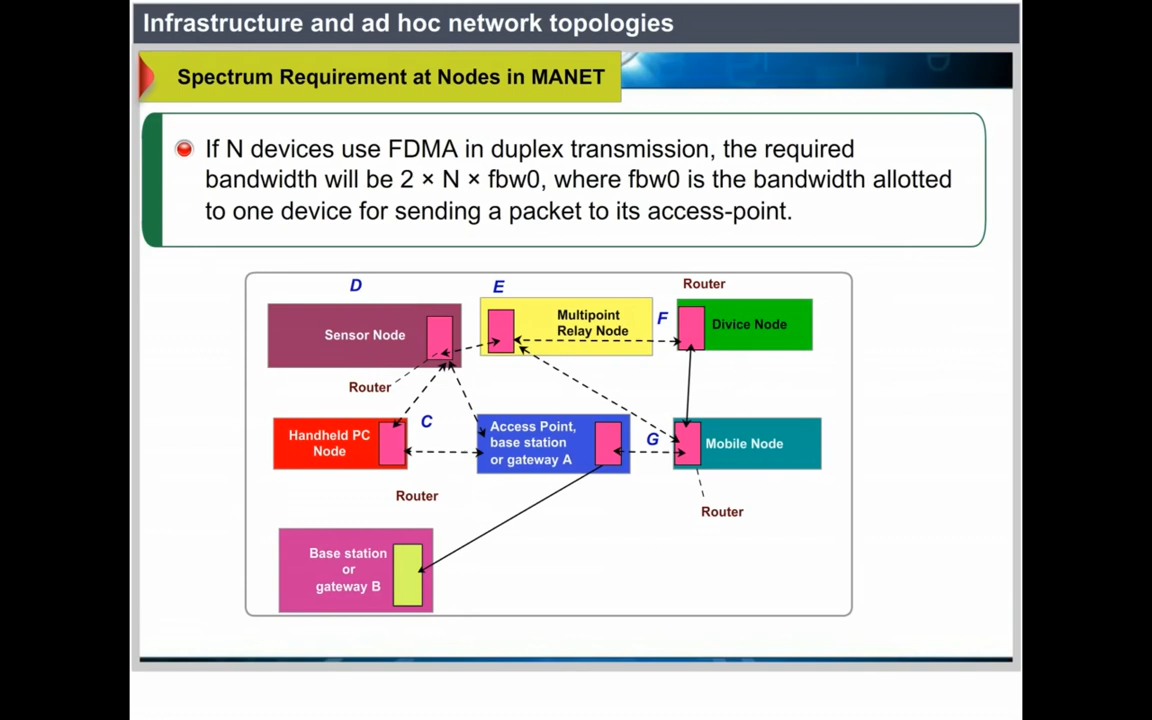 Infrastructure and ad hoc network topologies
Spectrum Requirement at Nodes in MANET
If N devices use FDMA in duplex transmission, the required
bandwidth will be 2 × N × fbw0, where fbw0 is the bandwidth allotted
to one device for sending a packet to its access-point.
D
E
Router
Sensor Node
Multipoint
Relay Node
F
Divice Node
Router
Handheld PC
Node
C
Access Point,
base station
or gateway A
G
Mobile Node
Router
Router
Base station
or
gateway B